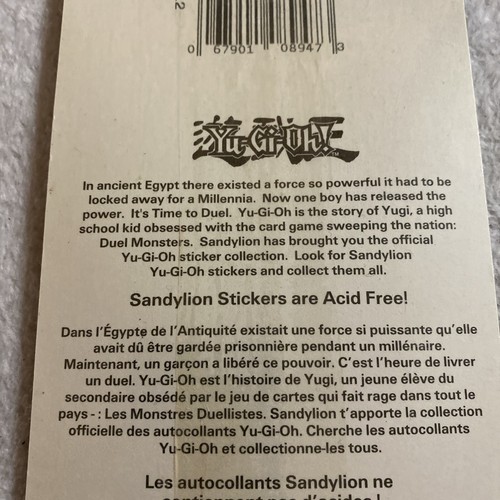 2
0 67901 08947 3
Yu-Gi-Oh!
In ancient Egypt there existed a force so powerful it had to be
locked away for a Millennia. Now one boy has released the
power. It's Time to Duel. Yu-Gi-Oh is the story of Yugi, a high
school kid obsessed with the card game sweeping the nation:
Duel Monsters. Sandylion has brought you the official
Yu-Gi-Oh sticker collection. Look for Sandylion
Yu-Gi-Oh stickers and collect them all.
Sandylion Stickers are Acid Free!
Dans l'Égypte de l'Antiquité existait une force si puissante qu'elle
avait dû être gardée prisonnière pendant un millénaire.
Maintenant, un garçon a libéré ce pouvoir. C'est l'heure de livrer
un duel. Yu-Gi-Oh est l'histoire de Yugi, un jeune élève du
secondaire obsédé par le jeu de cartes qui fait rage dans tout le
pays - : Les Monstres Duellistes. Sandylion t'apporte la collection
officielle des autocollants Yu-Gi-Oh. Cherche les autocollants
Yu-Gi-Oh et collectionne-les tous.
Les autocollants Sandylion ne
contiennent pas d'acides !